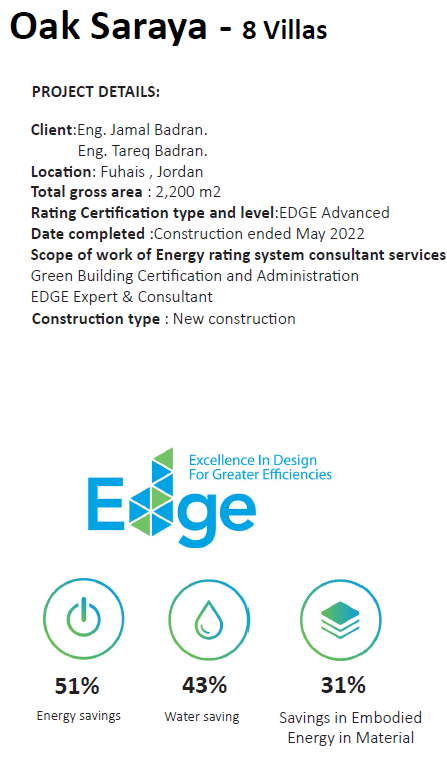 Oak Saraya - 8 Villas
PROJECT DETAILS:
Client:Eng. Jamal Badran.
Eng. Tareq Badran.
Location: Fuhais , Jordan
Total gross area : 2,200 m2
Rating Certification type and level:EDGE Advanced
Date completed :Construction ended May 2022
Scope of work of Energy rating system consultant services
Green Building Certification and Administration
EDGE Expert & Consultant
Construction type : New construction
Excellence In Design
For Greater Efficiencies
Edge
51%
43%
31%
Energy savings
Water saving
Savings in Embodied
Energy in Material